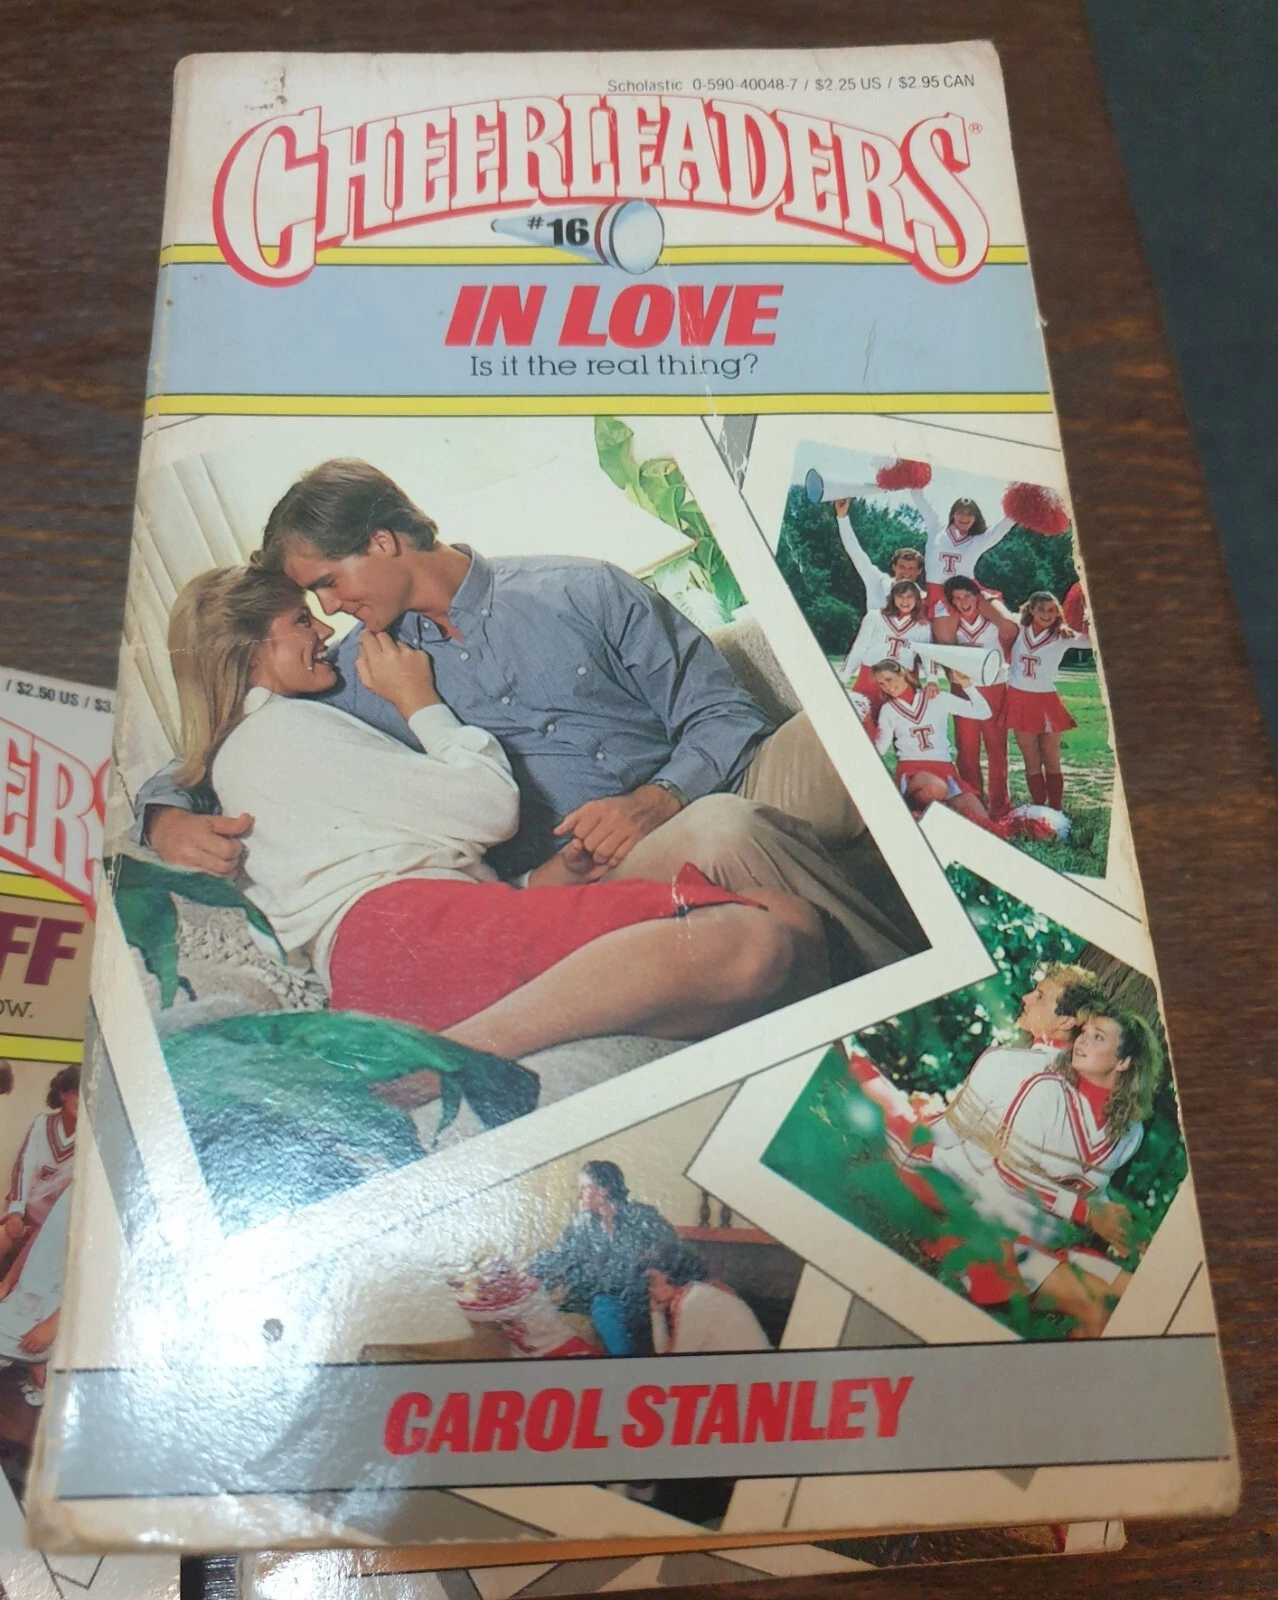 Scholastic 0-590-40048-7 / $2.25 US / $2.95 CAN
CHEERLEADERS®
#16
IN LOVE
Is it the real thing?
T
T
T
T
CAROL STANLEY
/ $2.50 US / $3.
ERS
FF
ow.